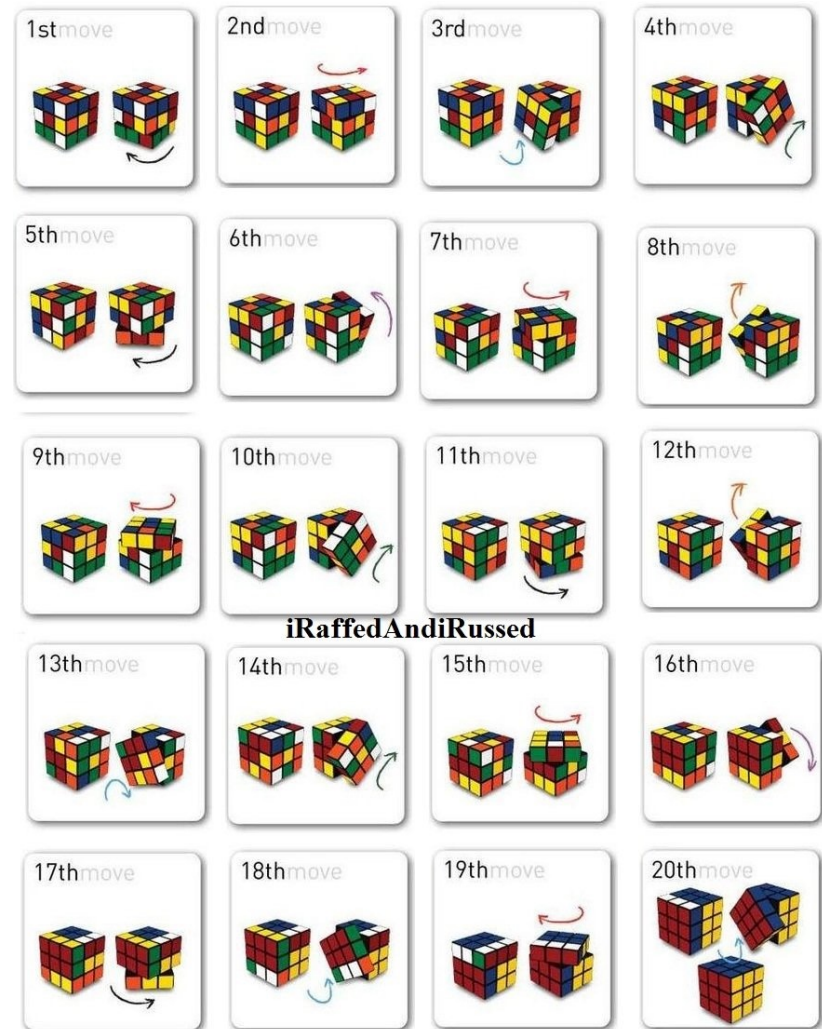 1stmove
2ndmove
3rdmove
4thmove
5thmove
6thmove
7thmove
8thmove
9thmove
10thmove
11thmove
12thmove
iRaffedAndiRussed
13thmove
14thmove
15thmove
16thmove
17thmove
18thmove
19thmove
20thmove